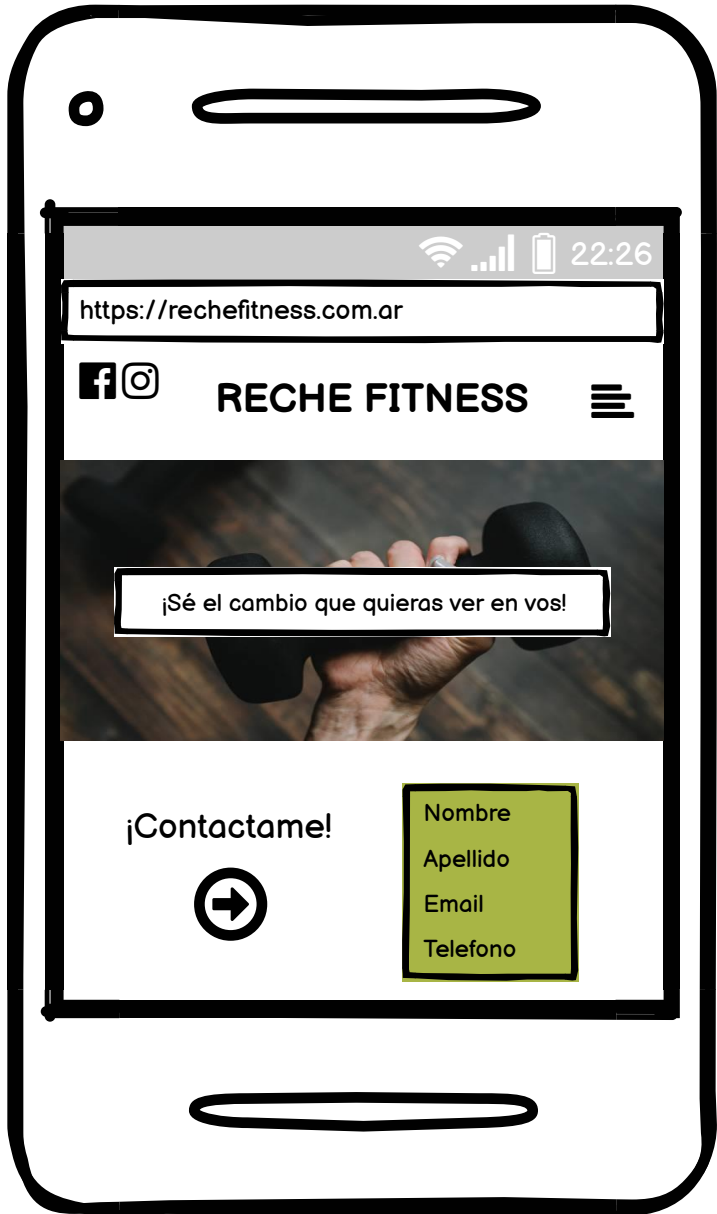 22:26
https://rechefitness.com.ar
RECHE FITNESS
¡Sé el cambio que quieras ver en vos!
¡Contactame!
Nombre
Apellido
Email
Telefono